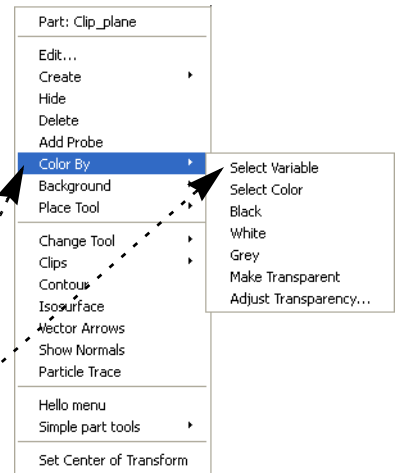 Part: Clip_plane
Edit...
Create
Hide
Delete
Add Probe
Color By
Background
Place Tool
Change Tool
Clips
Contour
Isosurface
Vector Arrows
Show Normals
Particle Trace
Hello menu
Simple part tools
Set Center of Transform
Select Variable
Select Color
Black
White
Grey
Make Transparent
Adjust Transparency...